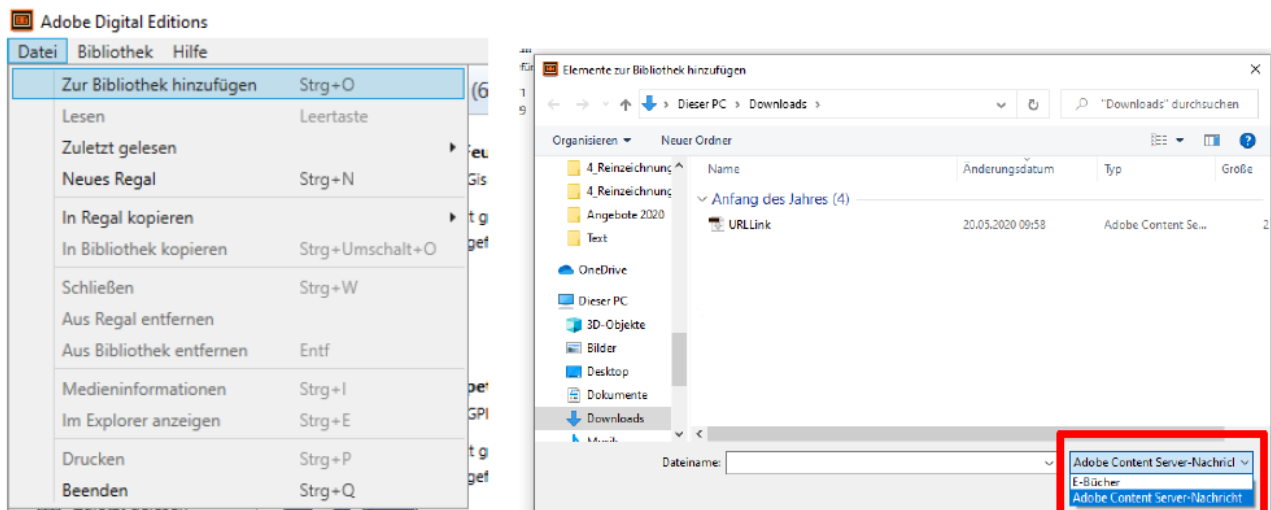 Adobe Digital Editions
Datei Bibliothek Hilfe
Zur Bibliothek hinzufügen Strg+O
Lesen Leertaste
Zuletzt gelesen
Neues Regal Strg+N
In Regal kopieren
In Bibliothek kopieren Strg+Umschalt+O
Schließen Strg+W
Aus Regal entfernen
Aus Bibliothek entfernen Entf
Medieninformationen Strg+I
Im Explorer anzeigen Strg+E
Drucken Strg+P
Beenden Strg+Q
Elemente zur Bibliothek hinzufügen
Dieser PC > Downloads >
"Downloads" durchsuchen
Organisieren Neuer Ordner
Name Änderungsdatum Typ Größe
4_Reinzeichnung
4_Reinzeichnung
Angebote 2020
Text
OneDrive
Dieser PC
3D-Objekte
Bilder
Desktop
Dokumente
Downloads
Anfang des Jahres (4)
URLLink 20.05.2020 09:58 Adobe Content Se... 2
Dateiname:
Adobe Content Server-Nachricl
E-Bücher
Adobe Content Server-Nachricht